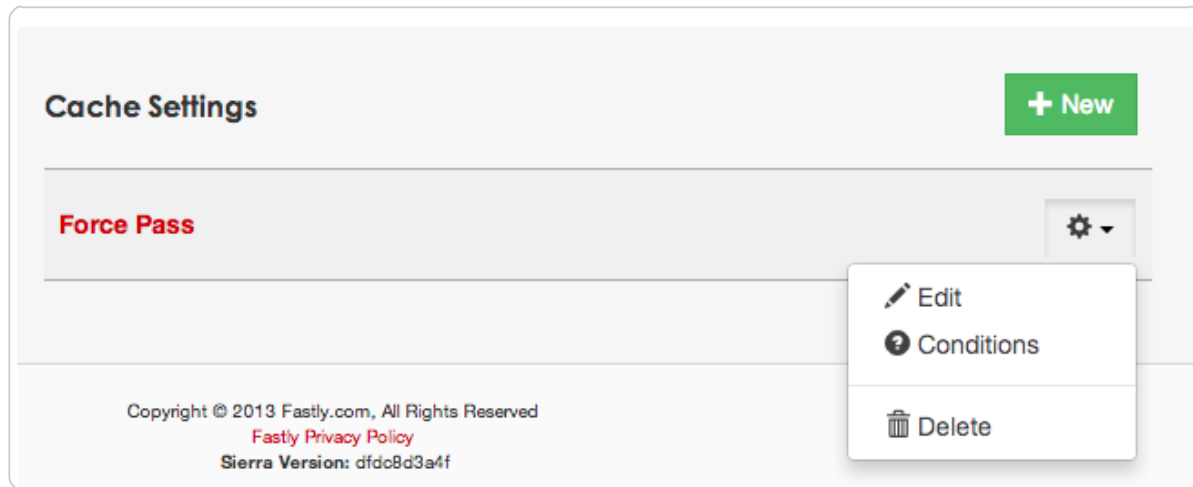 Cache Settings
New
Force Pass
Edit
Conditions
Delete
Copyright © 2013 Fastly.com, All Rights Reserved
Fastly Privacy Policy
Sierra Version: dfdc8d3a4f